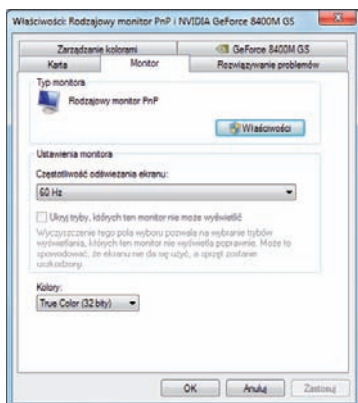 Właściwości: Rodzajowy monitor PnP i NVIDIA GeForce 8400M GS
Zarządzanie kolorami
GeForce 8400M GS
Karta
Monitor
Rozwiązywanie problemów
Typ monitora
Rodzajowy monitor PnP
Właściwości
Ustawienia monitora
Częstotliwość odświeżania ekranu:
60 Hz
Ukryj tryby, których ten monitor nie może wyświetlić
Wyczyszczenie tego pola wyboru pozwala na wybranie trybów
wyświetlania, których ten monitor nie wyświetla poprawnie. Może to
spowodować, że ekranu nie da się użyć, a sprzęt zostanie
uszkodzony.
Kolory:
True Color (32 bity)
OK
Anuluj
Zastosuj